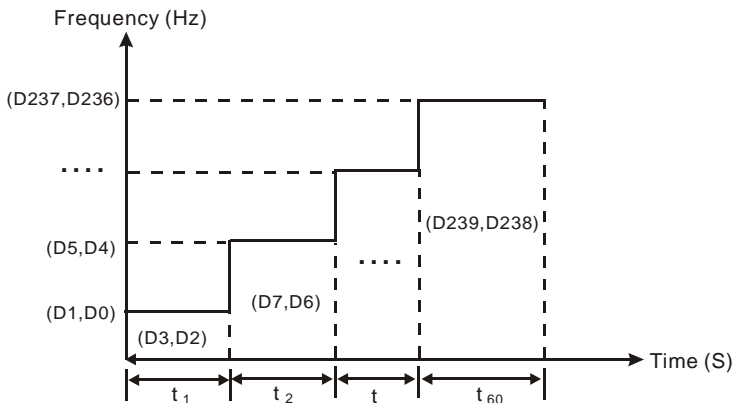 Frequency (Hz)
(D237,D236)
....
(D239,D238)
(D5,D4)
....
(D7,D6)
(D1,D0)
(D3,D2)
Time (S)
t 1
t 2
t
t 60